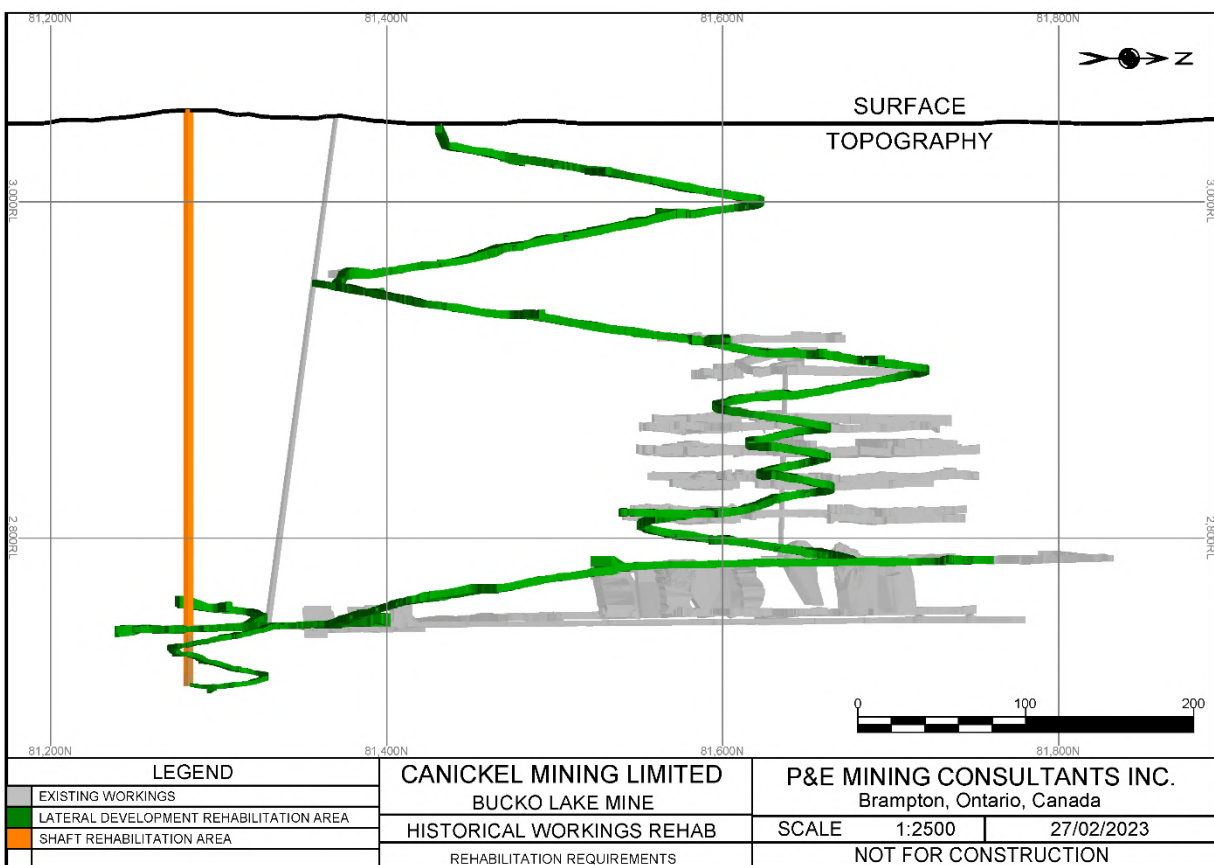 81,200N 81,400N 81,600N 81,800N
N
SURFACE
TOPOGRAPHY
3,000RL 3,000RL
2,800RL 2,800RL
0 100 200
81,200N 81,400N 81,600N 81,800N
LEGEND
EXISTING WORKINGS
LATERAL DEVELOPMENT REHABILITATION AREA
SHAFT REHABILITATION AREA
CANICKEL MINING LIMITED
BUCKO LAKE MINE
HISTORICAL WORKINGS REHAB
REHABILITATION REQUIREMENTS
P&E MINING CONSULTANTS INC.
Brampton, Ontario, Canada
SCALE 1:2500 27/02/2023
NOT FOR CONSTRUCTION